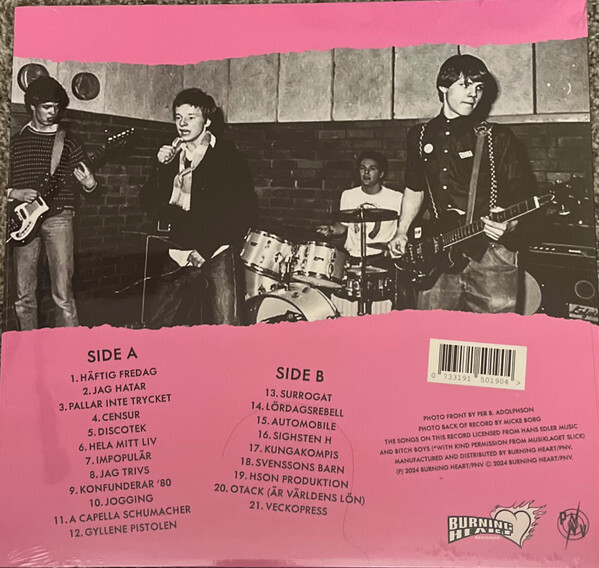 SIDE A
1. HÄFTIG FREDAG
2. JAG HATAR
3. PALLAR INTE TRYCKET
4. CENSUR
5. DISCOTEK
6. HELA MITT LIV
7. IMPOPULÄR
8. JAG TRIVS
9. KONFUNDERAR '80
10. JOGGING
11. A CAPELLA SCHUMACHER
12. GYLLENE PISTOLEN
SIDE B
13. SURROGAT
14. LÖRDAGSREBELL
15. AUTOMOBILE
16. SIGHSTEN H
17. KUNGAKOMPIS
18. SVENSSONS BARN
19. HSON PRODUKTION
20. OTACK (ÄR VÄRLDENS LÖN)
21. VECKOPRESS
0 733191 501904 >
PHOTO FRONT BY PER B. ADOLPHSON
PHOTO BACK OF RECORD BY MICKE BORG
THE SONGS ON THIS RECORD LICENSED FROM HANS EDLER MUSIC
AND BITCH BOYS (*WITH KIND PERMISSION FROM MUSIKLAGET SLICK)
MANUFACTURED AND DISTRIBUTED BY BURNING HEART/PNV.
(P) 2024 BURNING HEART/PNV © 2024 BURNING HEART/PNV.
BURNING
HEART
PNV